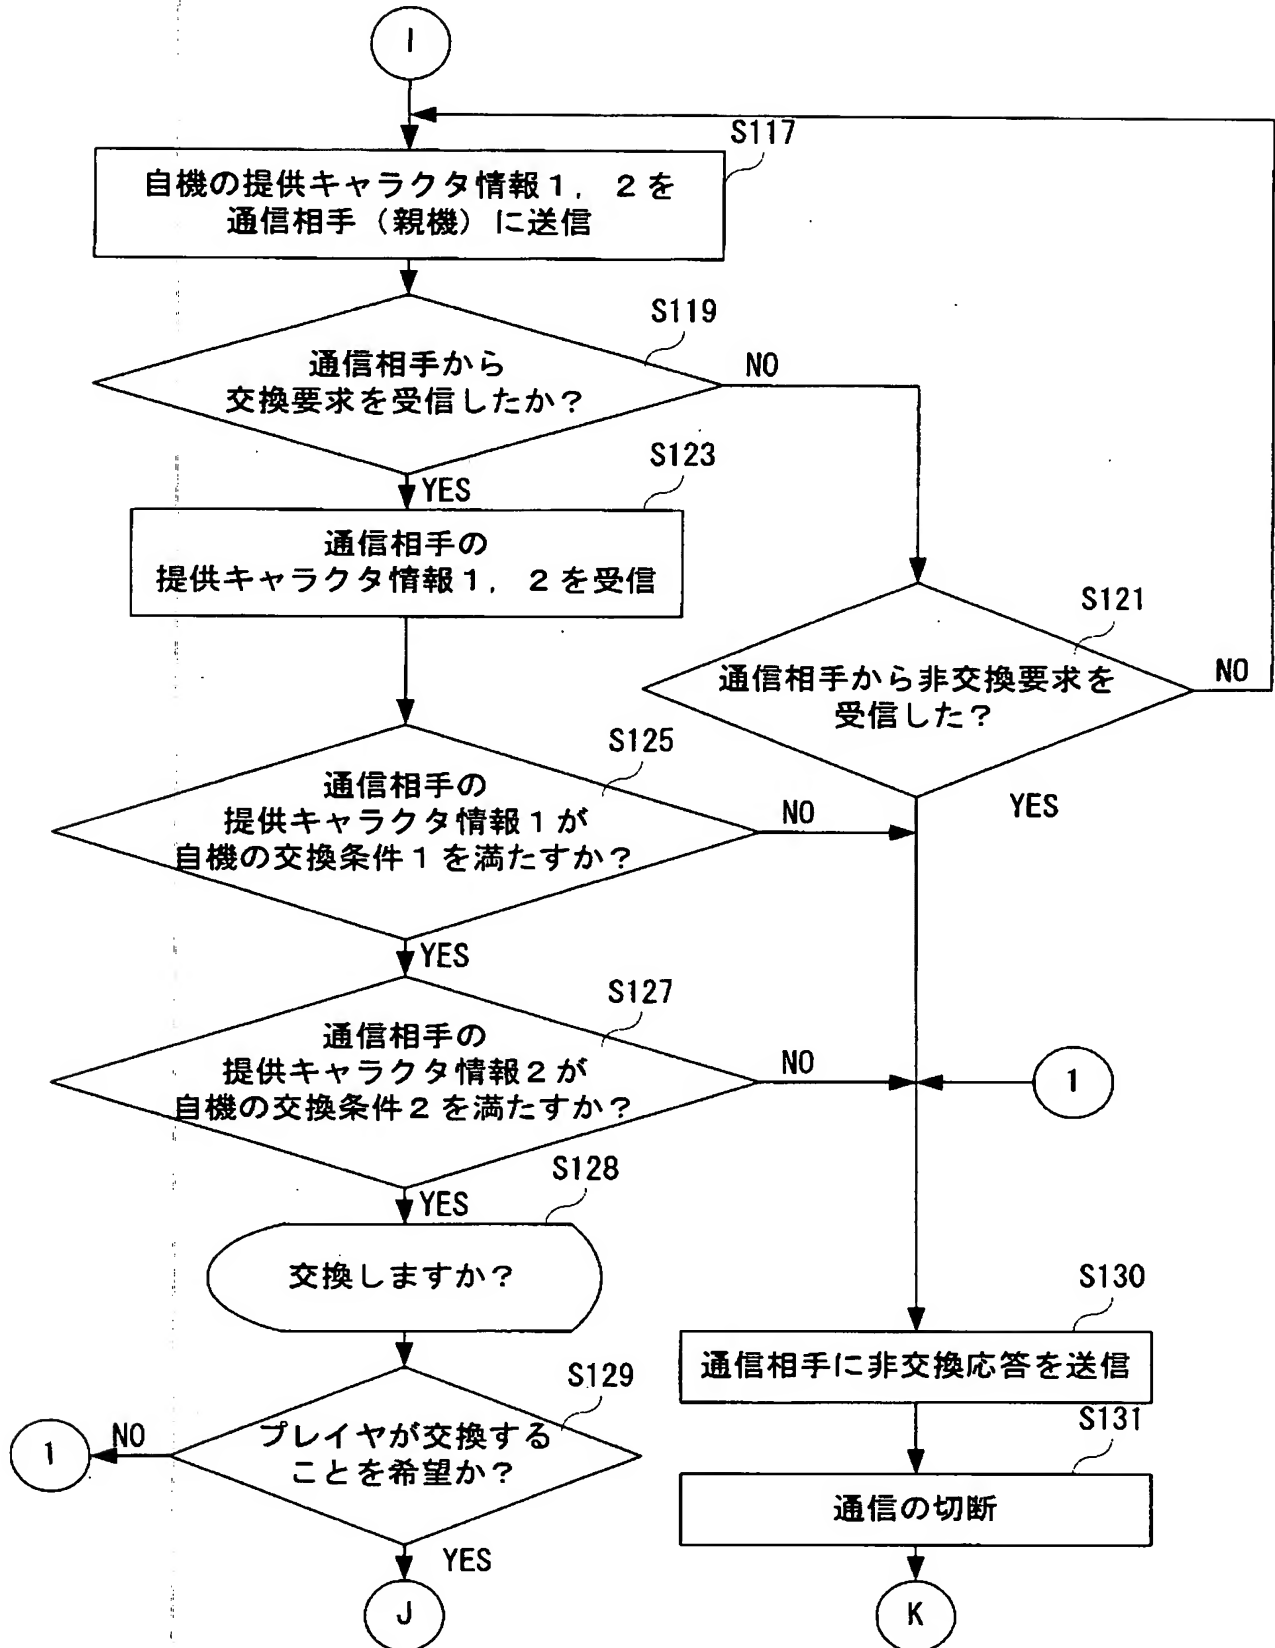 I
S117
自機の提供キャラクタ情報1, 2を
通信相手(親機)に送信
S119
通信相手から
交換要求を受信したか?
NO
YES
S123
通信相手の
提供キャラクタ情報1, 2を受信
S121
通信相手から非交換要求を
受信した?
NO
YES
S125
通信相手の
提供キャラクタ情報1が
自機の交換条件1を満たすか?
NO
YES
S127
通信相手の
提供キャラクタ情報2が
自機の交換条件2を満たすか?
NO
1
YES
S128
交換しますか?
S129
プレイヤが交換する
ことを希望か?
NO
1
YES
J
S130
通信相手に非交換応答を送信
S131
通信の切断
K